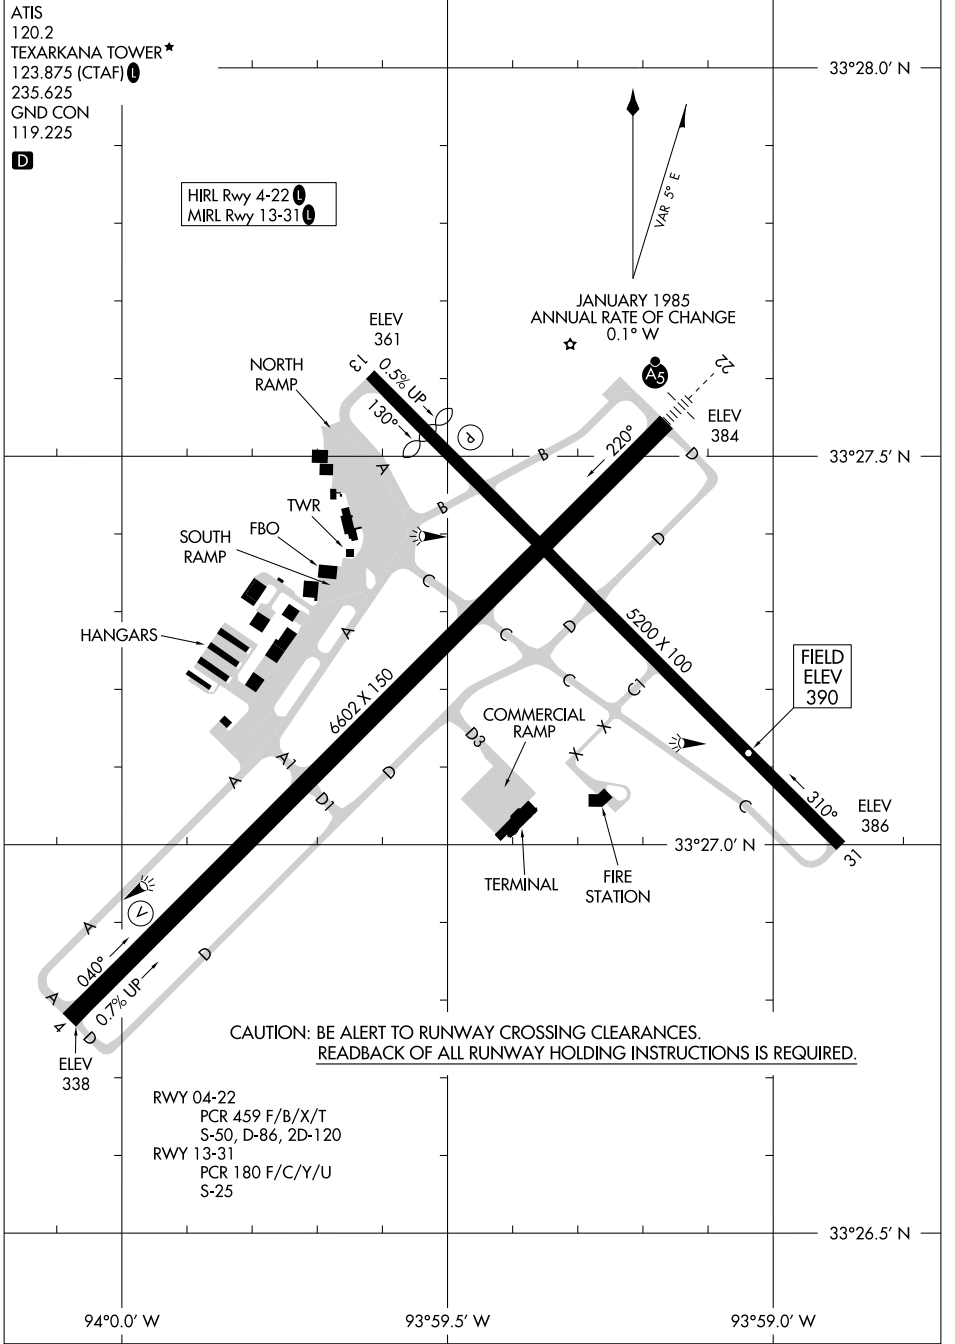 ATIS
120.2
TEXARKANA TOWER★
123.875 (CTAF) L
235.625
GND CON
119.225
D
33°28.0' N
HIRL Rwy 4-22 L
MIRL Rwy 13-31 L
VAR 5° E
JANUARY 1985
ANNUAL RATE OF CHANGE
0.1° W
ELEV
361
13
0.5% UP
130°
P
A5
22
ELEV
384
220°
NORTH
RAMP
33°27.5' N
A
B
B
D
D
TWR
FBO
SOUTH
RAMP
C
C
D
A
HANGARS
5200 X 100
6602 X 150
C
C1
FIELD
ELEV
390
COMMERCIAL
RAMP
D3
X
X
A1
A
D
D1
310°
C
ELEV
386
31
33°27.0' N
TERMINAL
FIRE
STATION
V
A
D
040°
0.7% UP
A
4
D
ELEV
338
CAUTION: BE ALERT TO RUNWAY CROSSING CLEARANCES.
READBACK OF ALL RUNWAY HOLDING INSTRUCTIONS IS REQUIRED.
RWY 04-22
PCR 459 F/B/X/T
S-50, D-86, 2D-120
RWY 13-31
PCR 180 F/C/Y/U
S-25
33°26.5' N
94°0.0' W
93°59.5' W
93°59.0' W